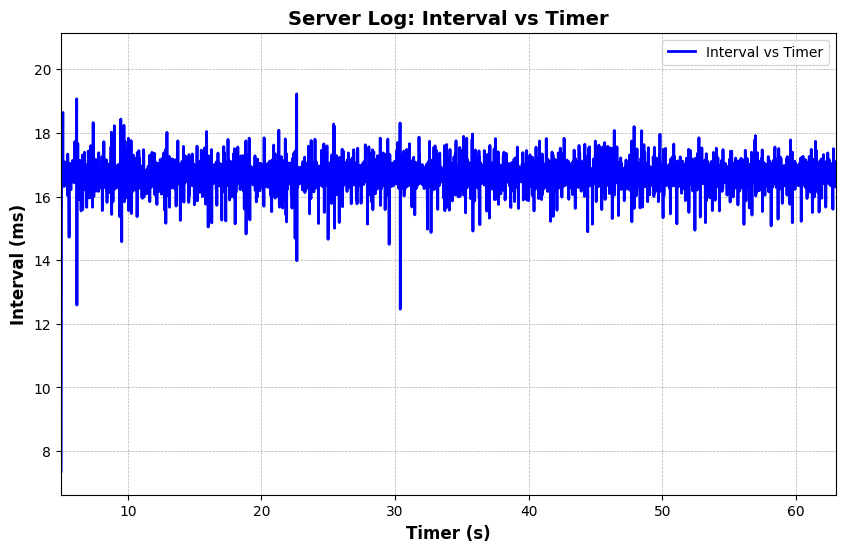 Server Log: Interval vs Timer
Interval vs Timer
Interval (ms)
20
18
16
14
12
10
8
10 20 30 40 50 60
Timer (s)